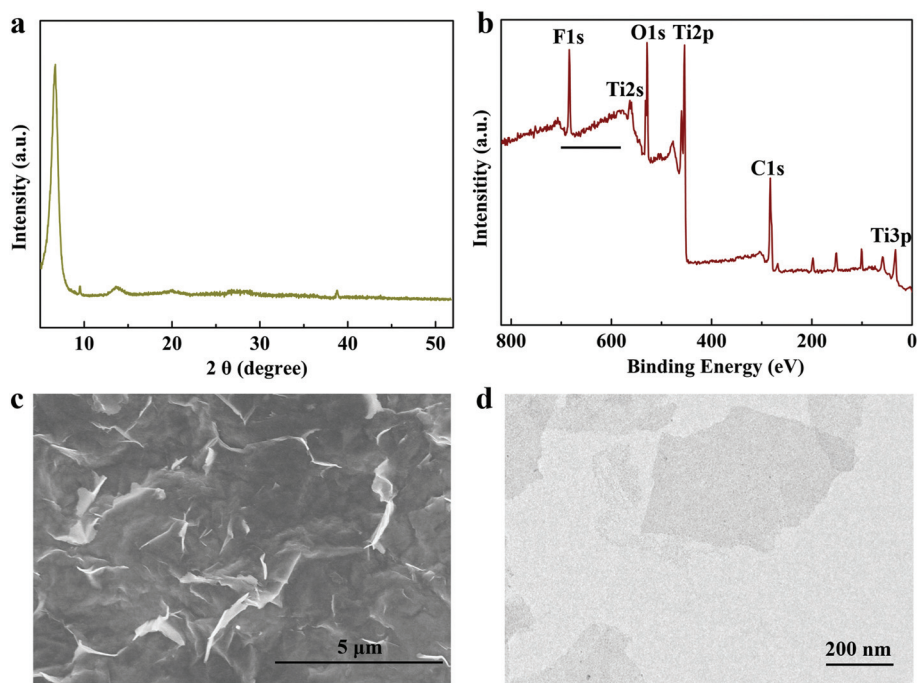 a
Intensity (a.u.)
10 20 30 40 50
2 θ (degree)
b
Intensitity (a.u.)
F1s
O1s
Ti2p
Ti2s
C1s
Ti3p
800 600 400 200 0
Binding Energy (eV)
c
5 μm
d
200 nm